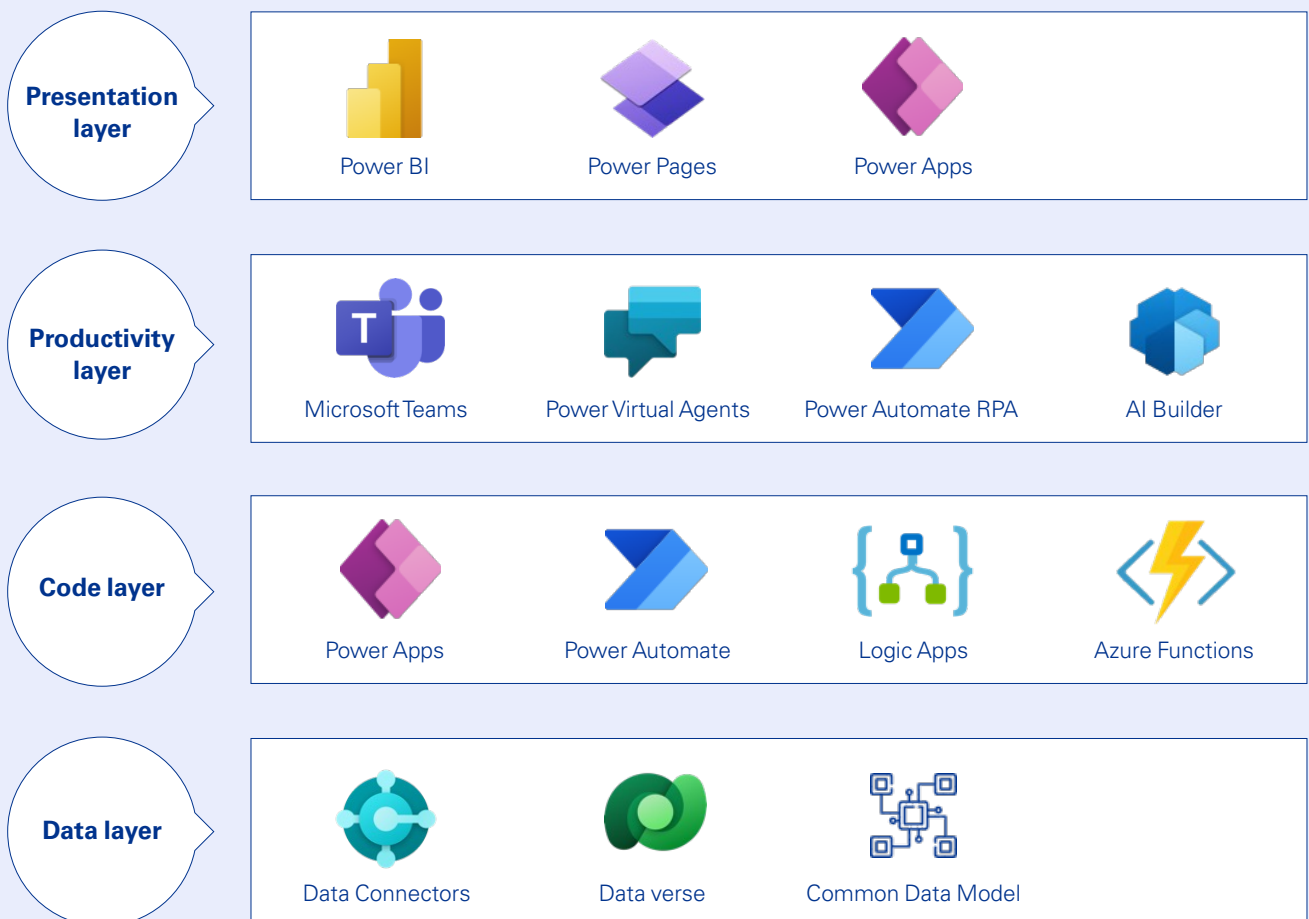 Presentation
layer
Power BI
Power Pages
Power Apps
Productivity
layer
T
Microsoft Teams
Power Virtual Agents
Power Automate RPA
AI Builder
Code layer
Power Apps
Power Automate
Logic Apps
Azure Functions
Data layer
Data Connectors
Data verse
Common Data Model